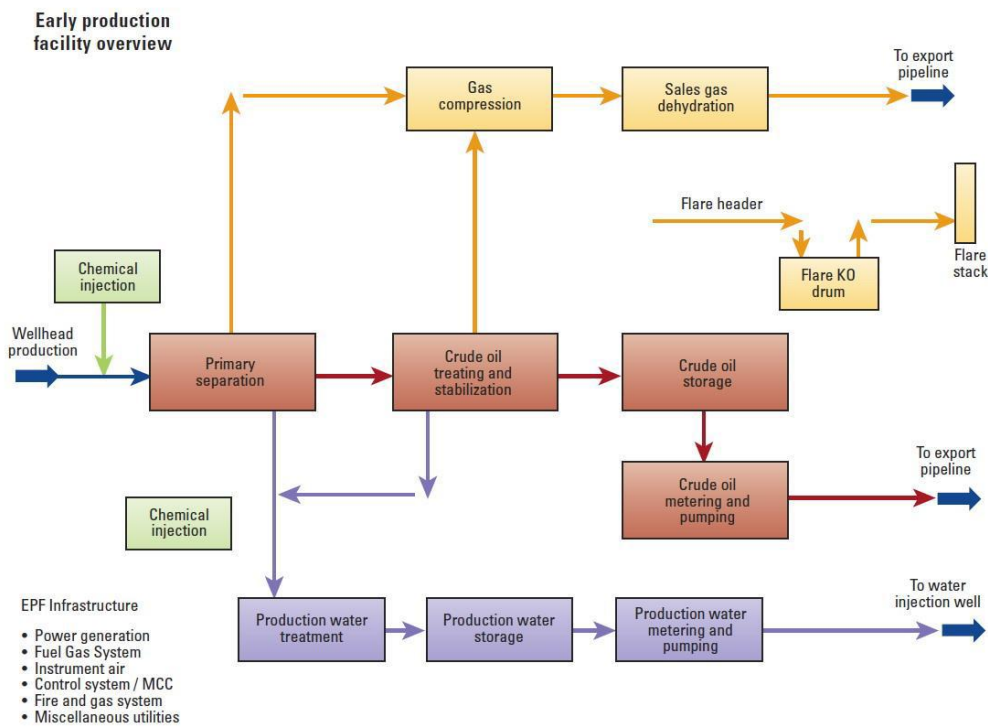 Early production
facility overview
Gas
compression
Sales gas
dehydration
To export
pipeline
Flare header
Flare KO
drum
Flare
stack
Chemical
injection
Wellhead
production
Primary
separation
Crude oil
treating and
stabilization
Crude oil
storage
Crude oil
metering and
pumping
To export
pipeline
Chemical
injection
Production water
treatment
Production water
storage
Production water
metering and
pumping
To water
injection well
EPF Infrastructure
• Power generation
• Fuel Gas System
• Instrument air
• Control system / MCC
• Fire and gas system
• Miscellaneous utilities